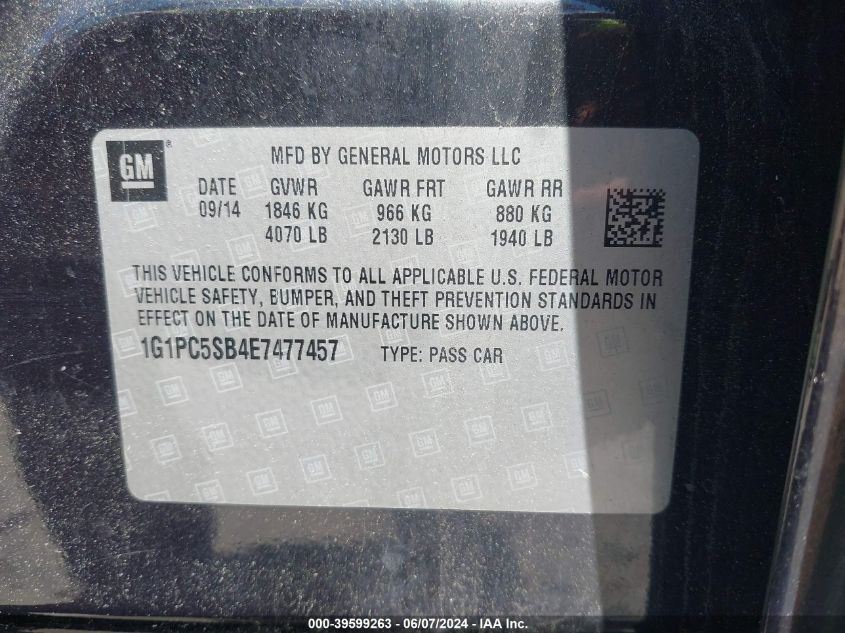 GM ®
MFD BY GENERAL MOTORS LLC
DATE GVWR GAWR FRT GAWR RR
09/14 1846 KG 966 KG 880 KG
4070 LB 2130 LB 1940 LB
THIS VEHICLE CONFORMS TO ALL APPLICABLE U.S. FEDERAL MOTOR
VEHICLE SAFETY, BUMPER, AND THEFT PREVENTION STANDARDS IN
EFFECT ON THE DATE OF MANUFACTURE SHOWN ABOVE.
1G1PC5SB4E7477457 TYPE: PASS CAR
000-39599263 - 06/07/2024 - IAAI Inc.